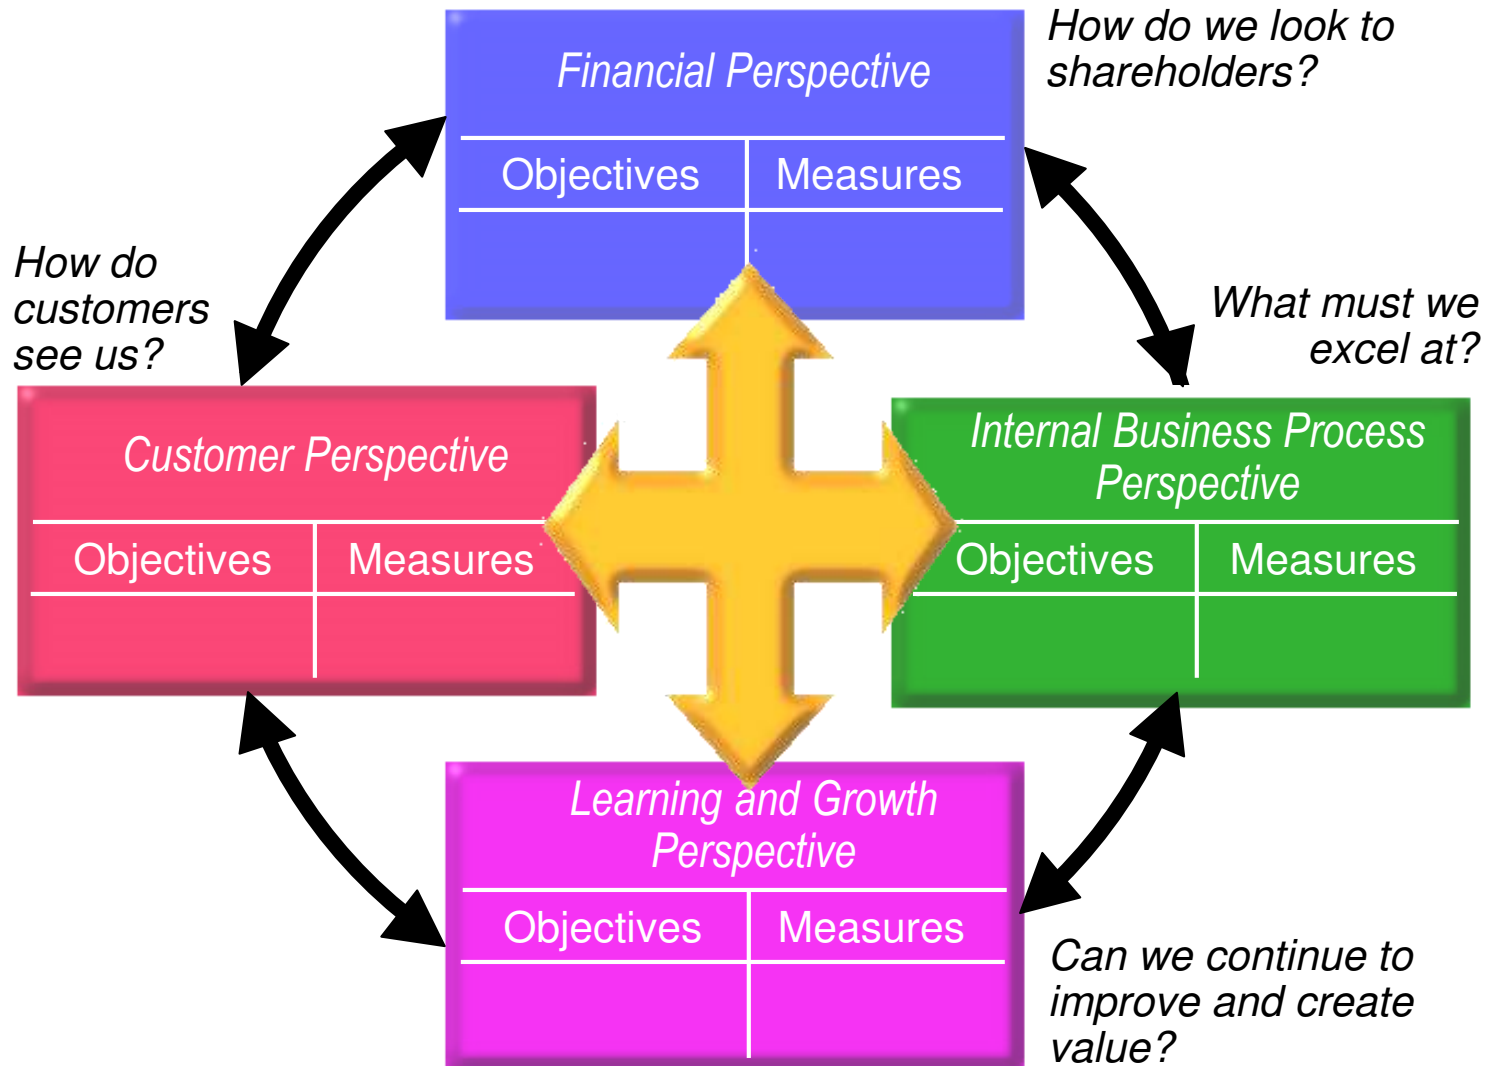 How do we look to
shareholders?
Financial Perspective
Objectives Measures
How do
customers
see us?
What must we
excel at?
Customer Perspective
Objectives Measures
Internal Business Process
Perspective
Objectives Measures
Learning and Growth
Perspective
Objectives Measures
Can we continue to
improve and create
value?